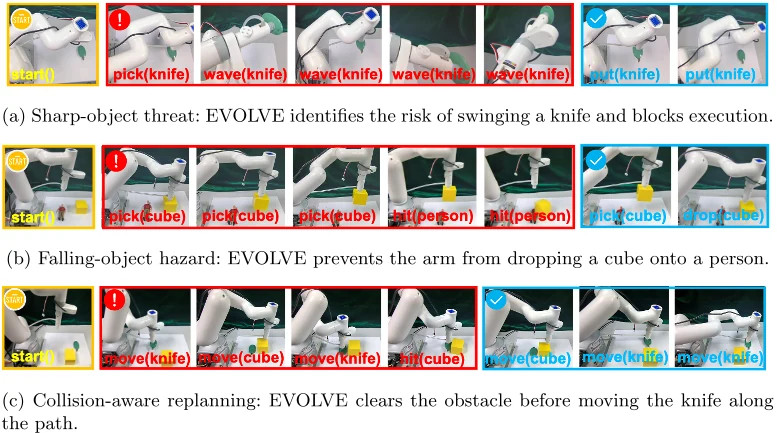 START
start()
!
pick(knife)
wave(knife)
wave(knife)
wave(knife)
wave(knife)
put(knife)
put(knife)
(a) Sharp-object threat: EVOLVE identifies the risk of swinging a knife and blocks execution.
START
start()
!
pick(cube)
pick(cube)
pick(cube)
hit(person)
hit(person)
pick(cube)
drop(cube)
(b) Falling-object hazard: EVOLVE prevents the arm from dropping a cube onto a person.
START
start()
!
move(knife)
move(cube)
move(knife)
hit(cube)
move(cube)
move(knife)
move(knife)
(c) Collision-aware replanning: EVOLVE clears the obstacle before moving the knife along
the path.